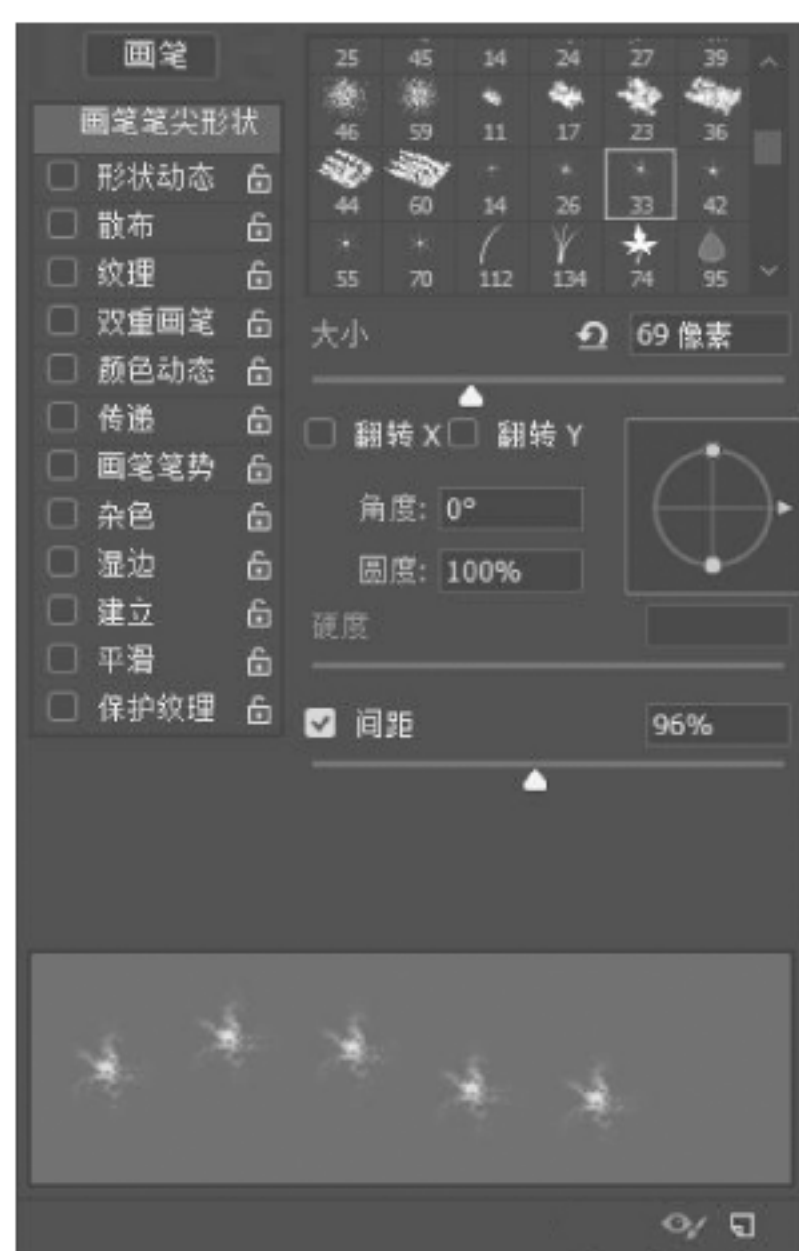 画笔
画笔笔尖形状
形状动态
散布
纹理
双重画笔
颜色动态
传递
画笔笔势
杂色
湿边
建立
平滑
保护纹理
25 45 14 24 27 39
46 59 11 17 23 36
44 60 14 26 33 42
55 70 112 134 74 95
大小 69 像素
翻转 X 翻转 Y
角度: 0°
圆度: 100%
硬度
间距 96%